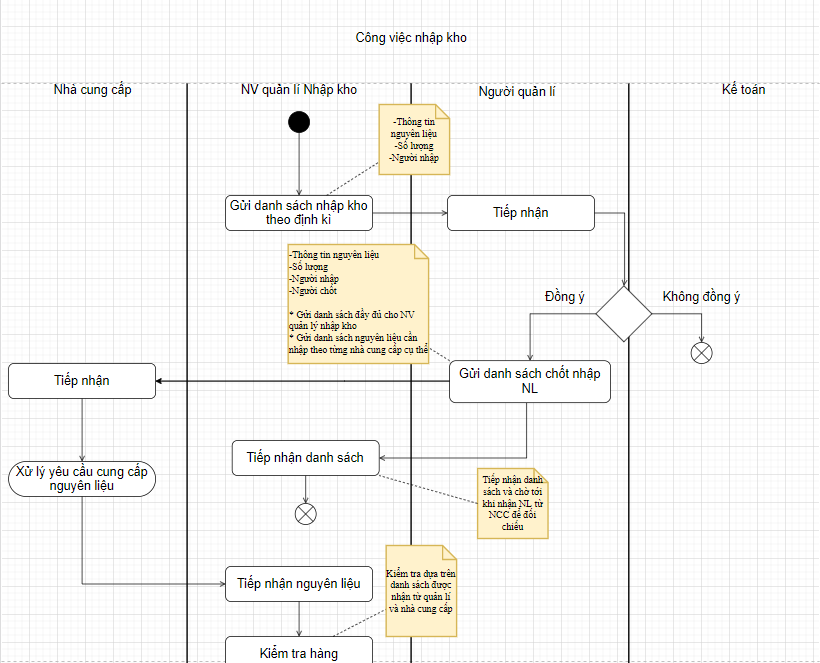 Công việc nhập kho
Nhà cung cấp
NV quản lí Nhập kho
Người quản lí
Kế toán
-Thông tin
nguyên liệu
-Số lượng
-Người nhập
Gửi danh sách nhập kho
theo định kì
Tiếp nhận
-Thông tin nguyên liệu
-Số lượng
-Người nhập
-Người chốt
* Gửi danh sách đầy đủ cho NV
quản lý nhập kho
* Gửi danh sách nguyên liệu cần
nhập theo từng nhà cung cấp cụ thể
Đồng ý
Không đồng ý
Gửi danh sách chốt nhập
NL
Tiếp nhận
Xử lý yêu cầu cung cấp
nguyên liệu
Tiếp nhận danh sách
Tiếp nhận danh
sách và chờ tới
khi nhận NL từ
NCC để đối
chiếu
Tiếp nhận nguyên liệu
Kiểm tra dựa trên
danh sách được
nhận từ quản lí
và nhà cung cấp
Kiểm tra hàng